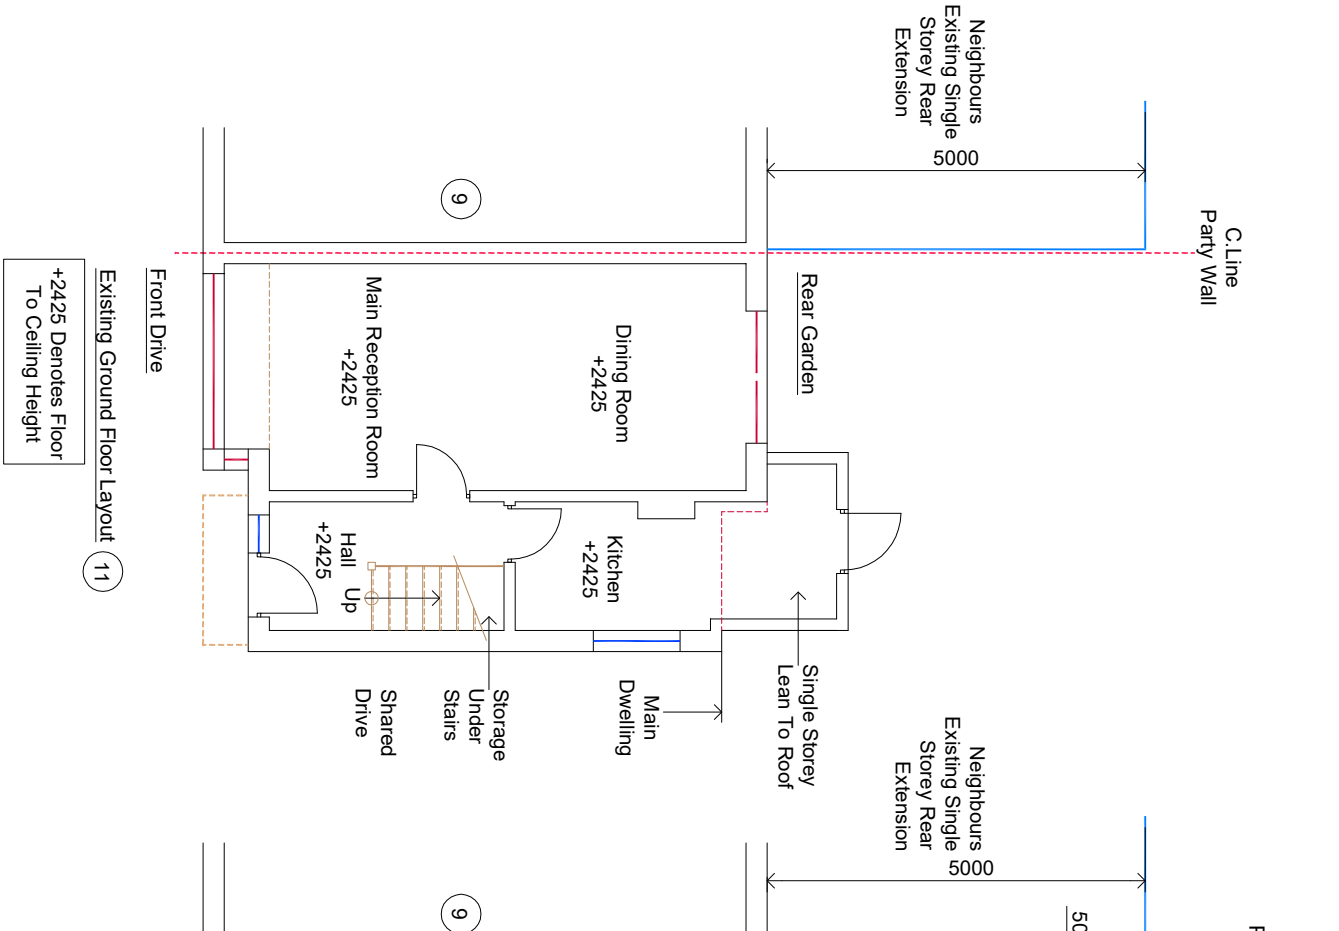 Neighbours
Existing Single
Storey Rear
Extension
5000
C.Line
Party Wall
9
Rear Garden
Dining Room
+2425
Main Reception Room
+2425
Kitchen
+2425
Hall
+2425
Up
Front Drive
Existing Ground Floor Layout
11
+2425 Denotes Floor
To Ceiling Height
Single Storey
Lean To Roof
Main
Dwelling
Storage
Under
Stairs
Shared
Drive
Neighbours
Existing Single
Storey Rear
Extension
5000
9